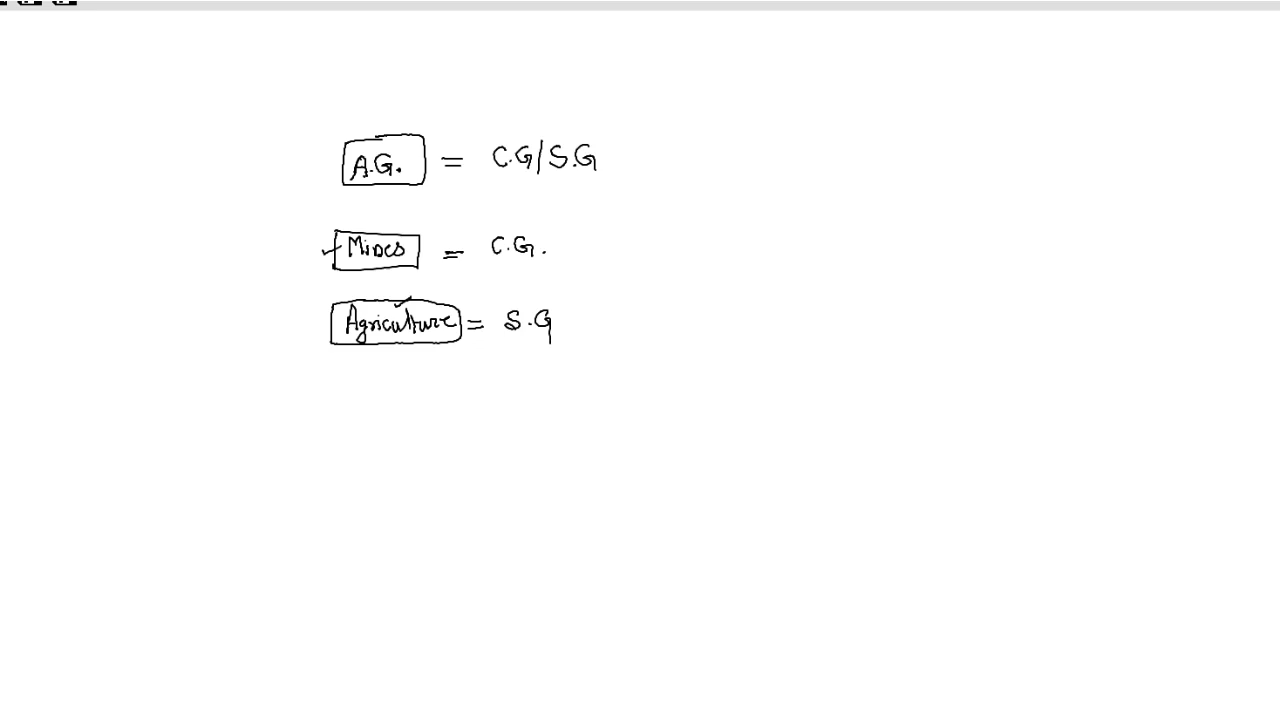 A.G. = C.G/S.G
Mines = C.G.
Agriculture = S.G